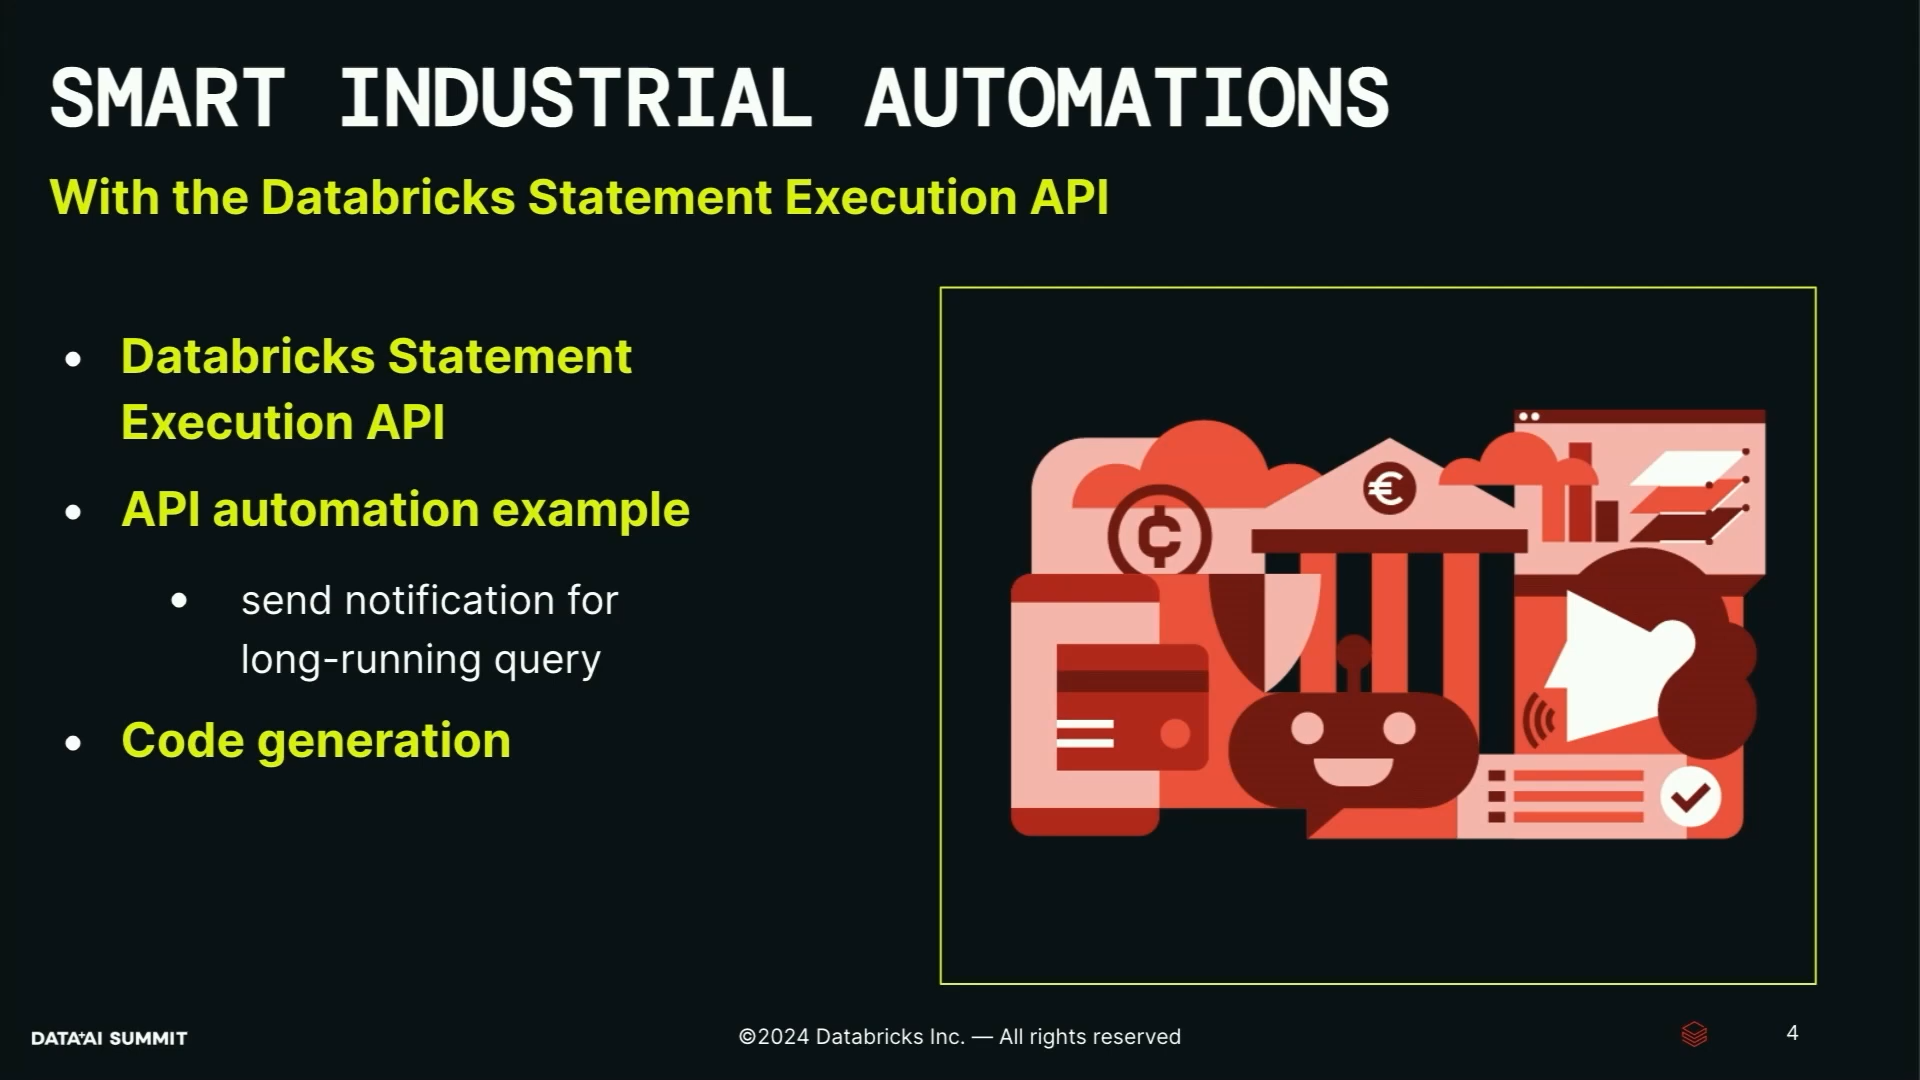 SMART INDUSTRIAL AUTOMATIONS
With the Databricks Statement Execution API
• Databricks Statement
Execution API
• API automation example
• send notification for
long-running query
• Code generation
¢
€
DATA+AI SUMMIT
©2024 Databricks Inc. — All rights reserved
4